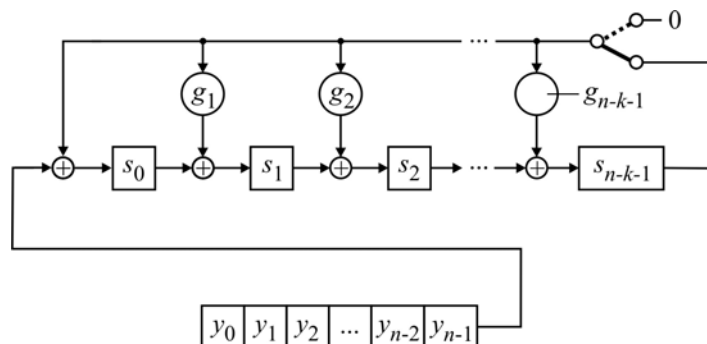 0
...
g₁ g₂ gₙ₋ₖ₋₁
s₀ s₁ s₂ ... sₙ₋ₖ₋₁
y₀ y₁ y₂ ... yₙ₋₂ yₙ₋₁